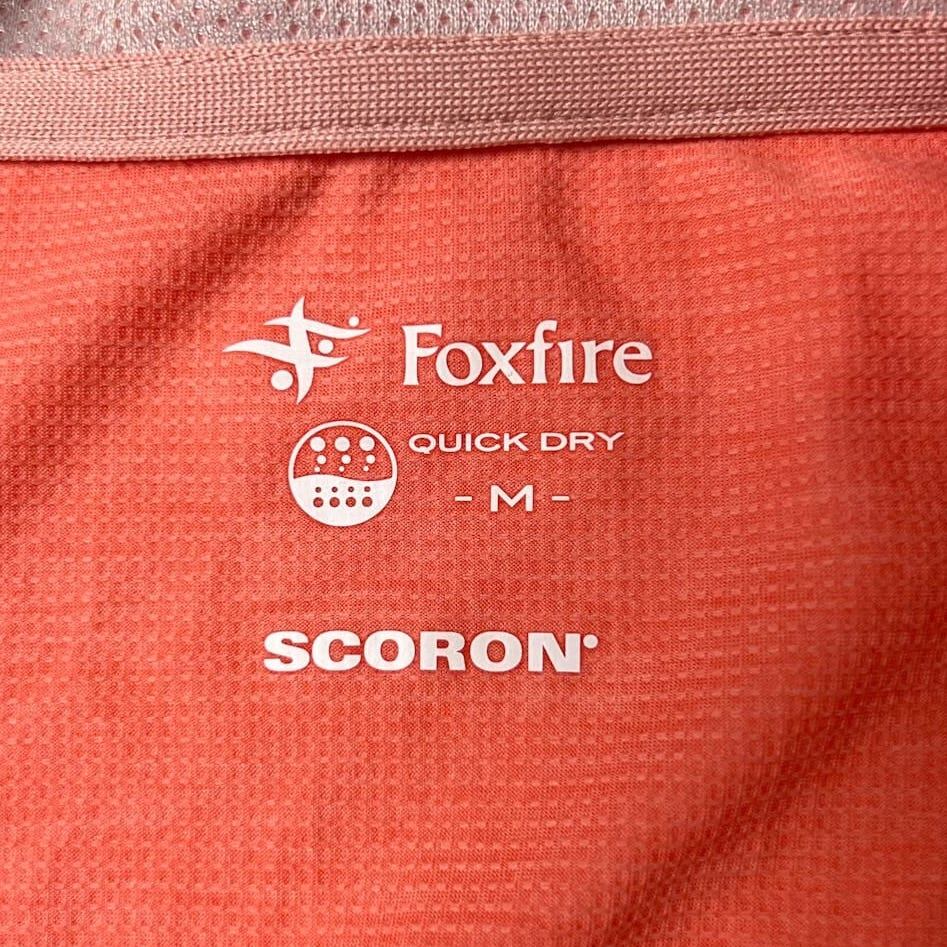 Foxfire
QUICK DRY
- M -
SCORON